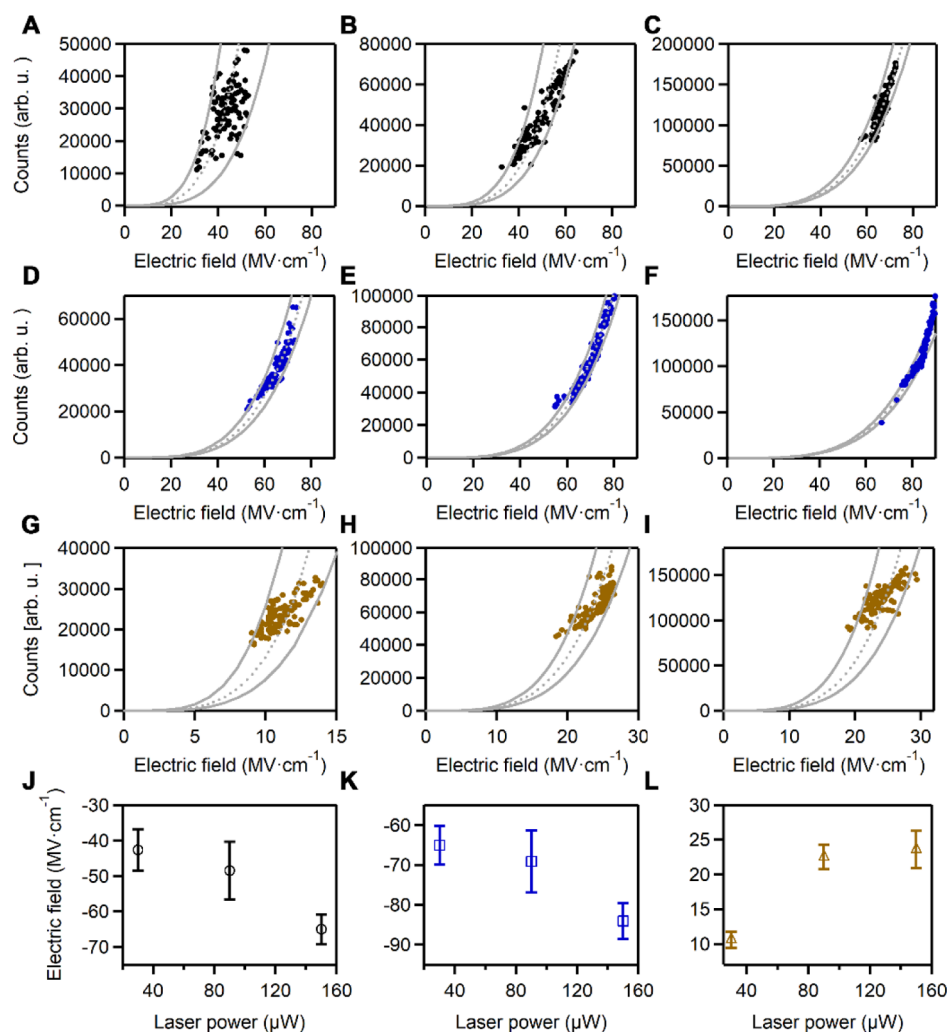 A B C
50000
40000
30000
20000
10000
0
Counts (arb. u. )
0 20 40 60 80
Electric field (MV·cm⁻¹)
80000
60000
40000
20000
0
0 20 40 60 80
Electric field (MV·cm⁻¹)
200000
150000
100000
50000
0
0 20 40 60 80
Electric field (MV·cm⁻¹)
D E F
60000
40000
20000
0
Counts (arb. u. )
0 20 40 60 80
Electric field (MV·cm⁻¹)
100000
80000
60000
40000
20000
0
0 20 40 60 80
Electric field (MV·cm⁻¹)
150000
100000
50000
0
0 20 40 60 80
Electric field (MV·cm⁻¹)
G H I
40000
30000
20000
10000
0
Counts [arb. u. ]
0 5 10 15
Electric field (MV·cm⁻¹)
100000
80000
60000
40000
20000
0
0 10 20 30
Electric field (MV·cm⁻¹)
150000
100000
50000
0
0 10 20 30
Electric field (MV·cm⁻¹)
J K L
-30
-40
-50
-60
-70
Electric field (MV·cm⁻¹)
40 80 120 160
Laser power (µW)
-60
-70
-80
-90
40 80 120 160
Laser power (µW)
30
25
20
15
10
40 80 120 160
Laser power (µW)